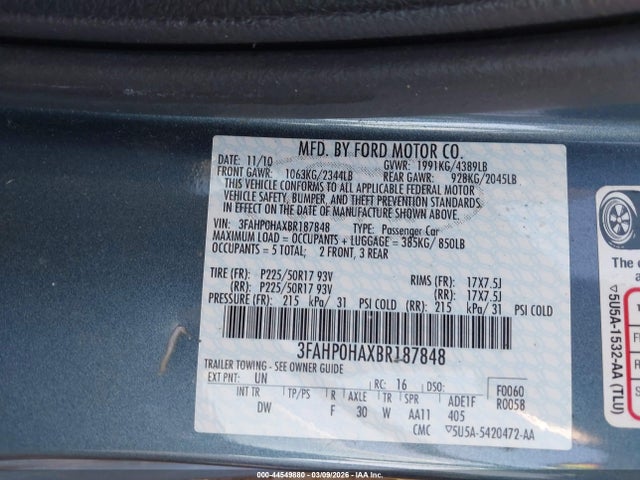 MFD. BY FORD MOTOR CO.
DATE: 11/10 GVWR: 1991KG/4389LB
FRONT GAWR: 1063KG/2344LB REAR GAWR: 928KG/2045LB
THIS VEHICLE CONFORMS TO ALL APPLICABLE FEDERAL MOTOR
VEHICLE SAFETY, BUMPER, AND THEFT PREVENTION STANDARDS
IN EFFECT ON THE DATE OF MANUFACTURE SHOWN ABOVE.
VIN: 3FAHP0HAXBR187848 TYPE: Passenger Car
MAXIMUM LOAD = OCCUPANTS + LUGGAGE = 385KG/850LB
OCCUPANTS = 5 TOTAL; 2 FRONT, 3 REAR
TIRE (FR): P225/50R17 93V RIMS (FR): 17X7.5J
(RR): P225/50R17 93V (RR): 17X7.5J
PRESSURE (FR): 215 kPa/ 31 PSI COLD (RR): 215 kPa/ 31 PSI COLD
3FAHP0HAXBR187848
TRAILER TOWING - SEE OWNER GUIDE
EXT PNT: UN RC: 16 DSO: F0060
INT TR TP/PS R AXLE TR SPR ADE1F R0058
DW F 30 W AA11 405
CMC ▽5U5A-5420472-AA
The
▽5U5A-1532-AA (TLU)
000-44549880 - 03/09/2026 - IAA, Inc.